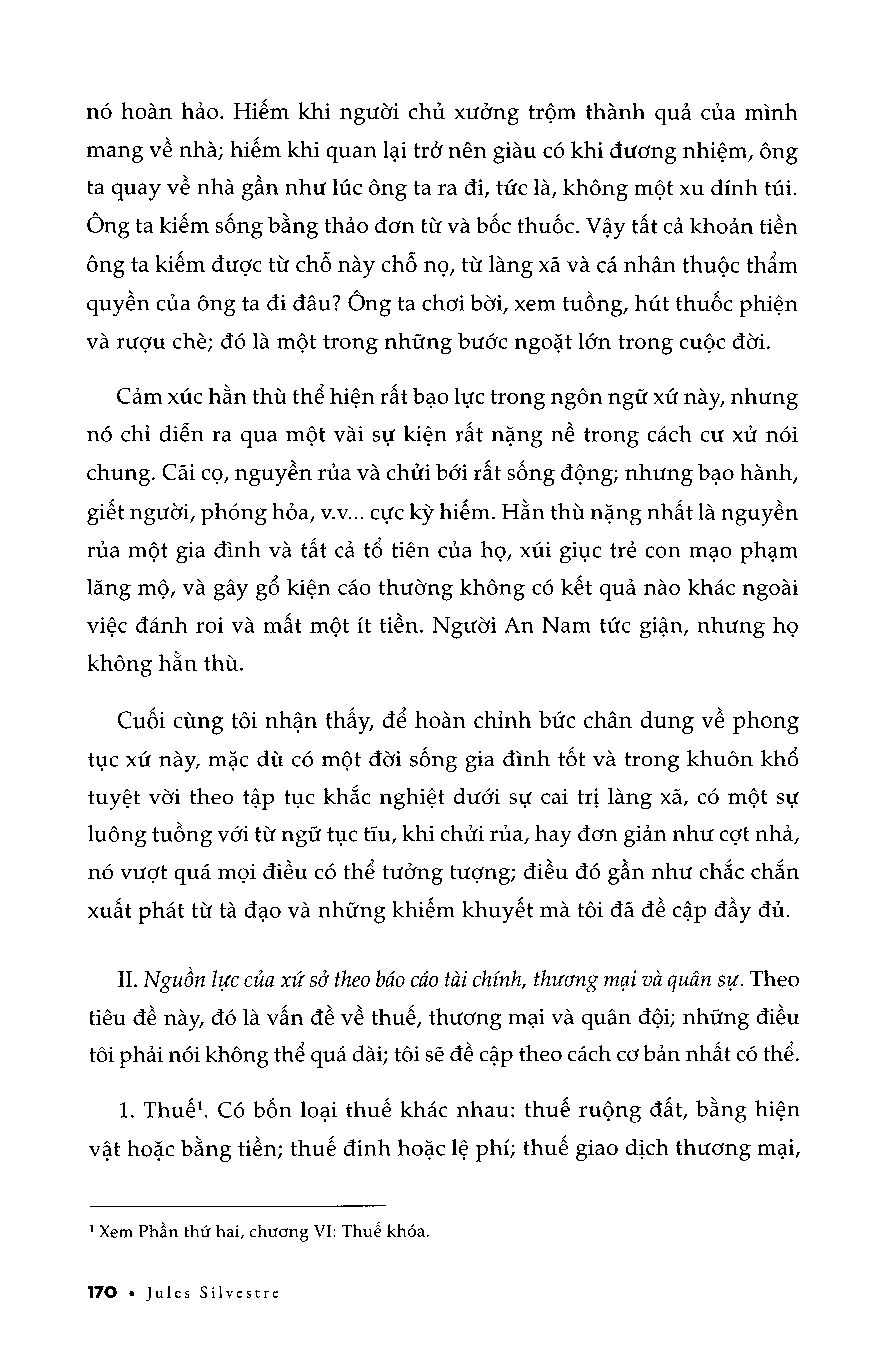 nó hoàn hảo. Hiếm khi người chủ xưởng trộm thành quả của mình
mang về nhà; hiếm khi quan lại trở nên giàu có khi đương nhiệm, ông
ta quay về nhà gần như lúc ông ta ra đi, tức là, không một xu dính túi.
Ông ta kiếm sống bằng thảo đơn từ và bốc thuốc. Vậy tất cả khoản tiền
ông ta kiếm được từ chỗ này chỗ nọ, từ làng xã và cá nhân thuộc thẩm
quyền của ông ta đi đâu? Ông ta chơi bời, xem tuồng, hút thuốc phiện
và rượu chè; đó là một trong những bước ngoặt lớn trong cuộc đời.
Cảm xúc hằn thù thể hiện rất bạo lực trong ngôn ngữ xứ này, nhưng
nó chỉ diễn ra qua một vài sự kiện rất nặng nề trong cách cư xử nói
chung. Cãi cọ, nguyền rủa và chửi bới rất sống động; nhưng bạo hành,
giết người, phóng hỏa, v.v... cực kỳ hiếm. Hằn thù nặng nhất là nguyền
rủa một gia đình và tất cả tổ tiên của họ, xúi giục trẻ con mạo phạm
lăng mộ, và gây gổ kiện cáo thường không có kết quả nào khác ngoài
việc đánh roi và mất một ít tiền. Người An Nam tức giận, nhưng họ
không hằn thù.
Cuối cùng tôi nhận thấy, để hoàn chỉnh bức chân dung về phong
tục xứ này, mặc dù có một đời sống gia đình tốt và trong khuôn khổ
tuyệt vời theo tập tục khắc nghiệt dưới sự cai trị làng xã, có một sự
luông tuồng với từ ngữ tục tĩu, khi chửi rủa, hay đơn giản như cợt nhả,
nó vượt quá mọi điều có thể tưởng tượng; điều đó gần như chắc chắn
xuất phát từ tà đạo và những khiếm khuyết mà tôi đã đề cập đầy đủ.
II. Nguồn lực của xứ sở theo báo cáo tài chính, thương mại và quân sự. Theo
tiêu đề này, đó là vấn đề về thuế, thương mại và quân đội; những điều
tôi phải nói không thể quá dài; tôi sẽ đề cập theo cách cơ bản nhất có thể.
1. Thuế¹. Có bốn loại thuế khác nhau: thuế ruộng đất, bằng hiện
vật hoặc bằng tiền; thuế đinh hoặc lệ phí; thuế giao dịch thương mại,
¹ Xem Phần thứ hai, chương VI: Thuế khóa.
170 • Jules Silvestre